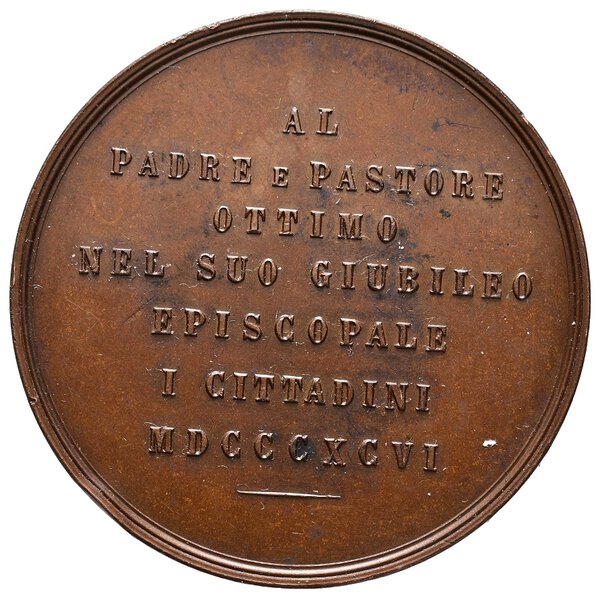 AL
PADRE E PASTORE
OTTIMO
NEL SUO GIUBILEO
EPISCOPALE
I CITTADINI
MDCCCXCVI